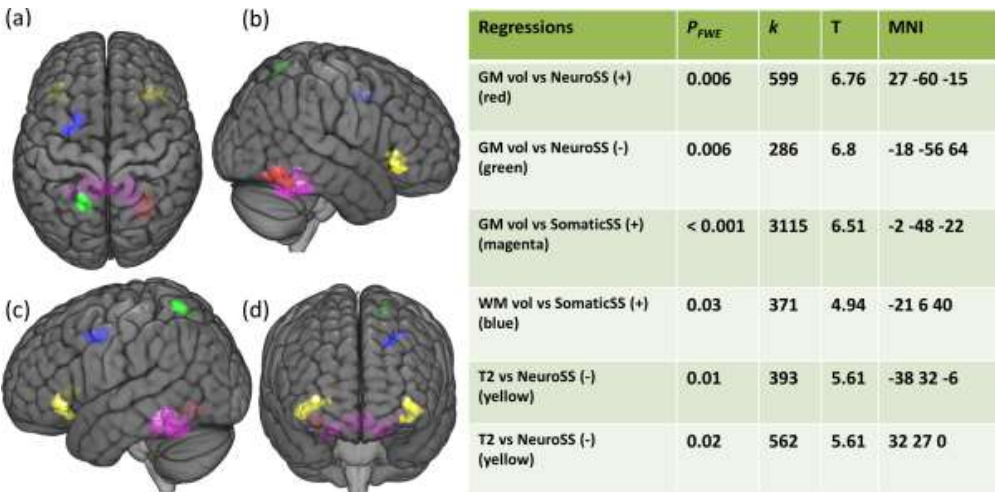 (a)
(b)
(c)
(d)
Regressions P_FWE k T MNI
GM vol vs NeuroSS (+) 0.006 599 6.76 27 -60 -15
(red)
GM vol vs NeuroSS (-) 0.006 286 6.8 -18 -56 64
(green)
GM vol vs SomaticSS (+) < 0.001 3115 6.51 -2 -48 -22
(magenta)
WM vol vs SomaticSS (+) 0.03 371 4.94 -21 6 40
(blue)
T2 vs NeuroSS (-) 0.01 393 5.61 -38 32 -6
(yellow)
T2 vs NeuroSS (-) 0.02 562 5.61 32 27 0
(yellow)